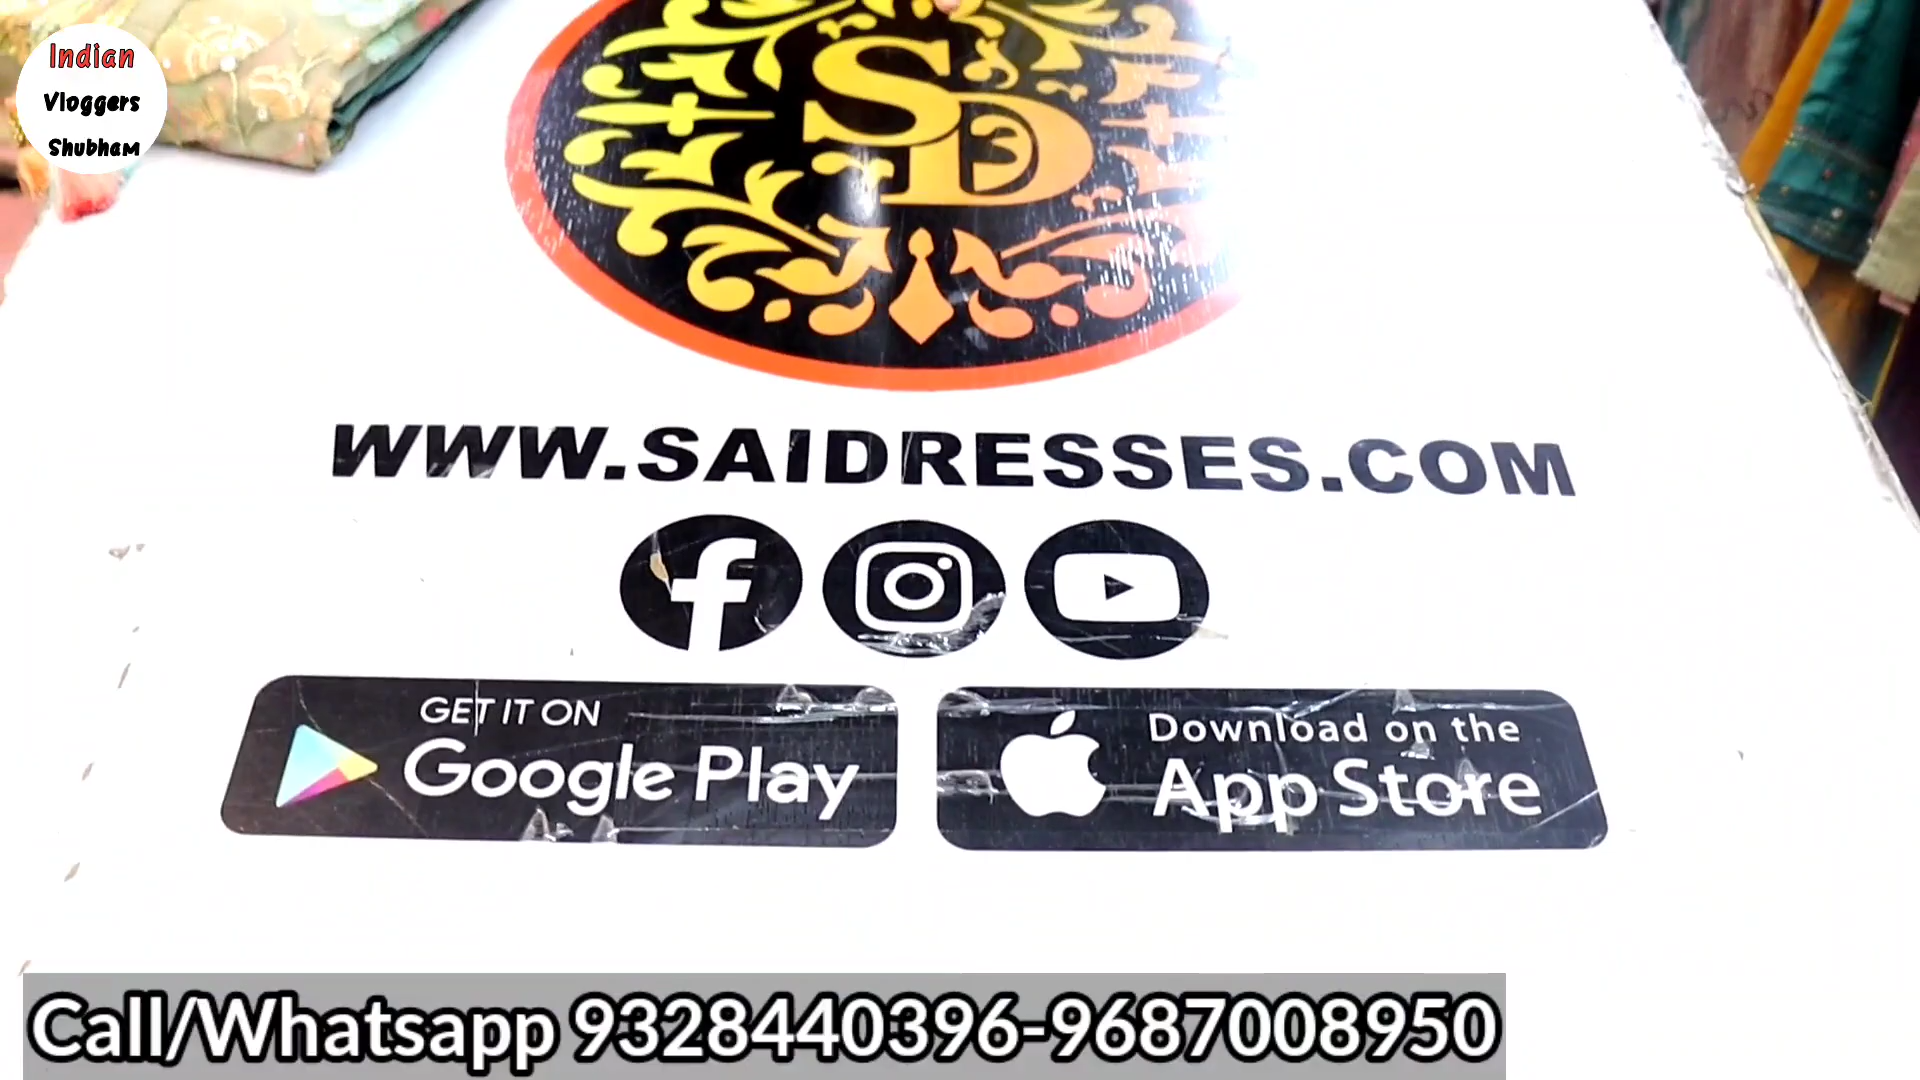 Indian
Vloggers
Shubham
SD
WWW.SAIDRESSES.COM
GET IT ON
Google Play
Download on the
App Store
Call/Whatsapp 9328440396-9687008950